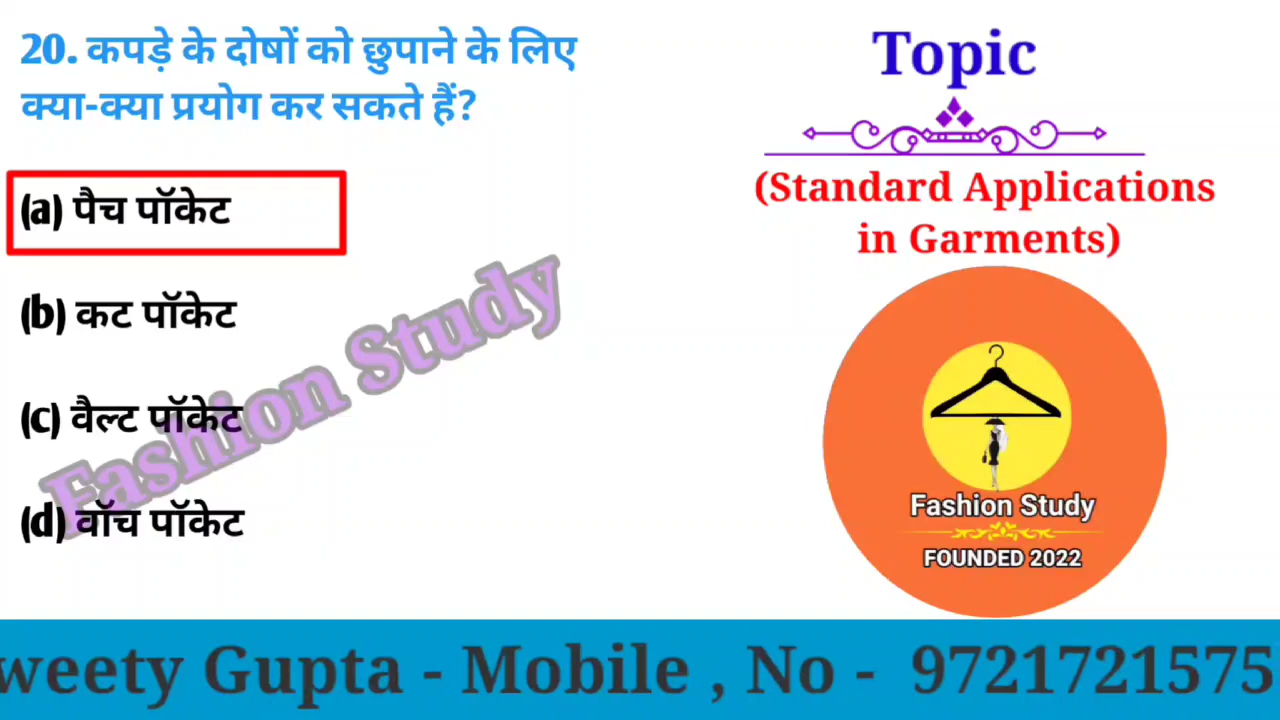 20. कपड़े के दोषों को छुपाने के लिए
क्या-क्या प्रयोग कर सकते हैं?
(a) पैच पॉकेट
(b) कट पॉकेट
(c) वैल्ट पॉकेट
(d) वॉच पॉकेट
Fashion Study
Topic
(Standard Applications
in Garments)
Fashion Study
FOUNDED 2022
weety Gupta - Mobile , No - 9721721575